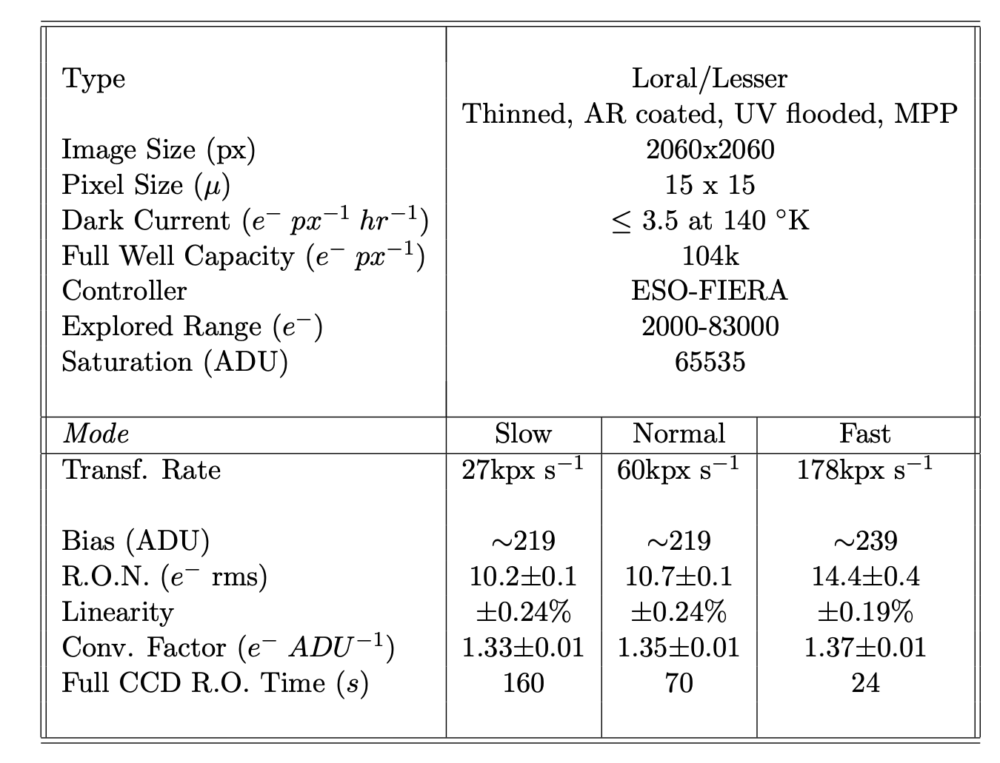 Type Loral/Lesser
Thinned, AR coated, UV flooded, MPP
Image Size (px) 2060x2060
Pixel Size (μ) 15 x 15
Dark Current (e⁻ px⁻¹ hr⁻¹) ≤ 3.5 at 140 °K
Full Well Capacity (e⁻ px⁻¹) 104k
Controller ESO-FIERA
Explored Range (e⁻) 2000-83000
Saturation (ADU) 65535
Mode Slow Normal Fast
Transf. Rate 27kpx s⁻¹ 60kpx s⁻¹ 178kpx s⁻¹
Bias (ADU) ∼219 ∼219 ∼239
R.O.N. (e⁻ rms) 10.2±0.1 10.7±0.1 14.4±0.4
Linearity ±0.24% ±0.24% ±0.19%
Conv. Factor (e⁻ ADU⁻¹) 1.33±0.01 1.35±0.01 1.37±0.01
Full CCD R.O. Time (s) 160 70 24